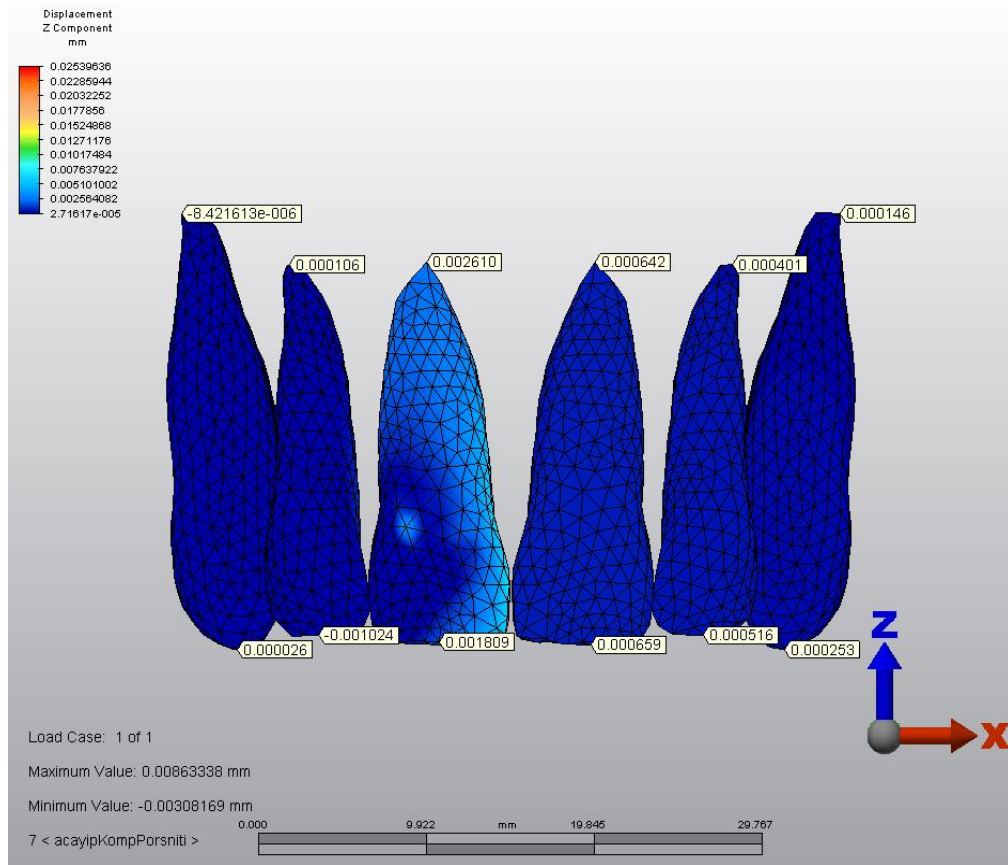 Displacement
Z Component
mm
0.02539636
0.02285944
0.02032252
0.0177856
0.01524868
0.01271176
0.01017484
0.007637922
0.005101002
0.002564082
2.71617e-005
-8.421613e-006
0.000146
0.000106
0.002610
0.000642
0.000401
0.000026
-0.001024
0.001809
0.000659
0.000516
0.000253
Z
X
Load Case: 1 of 1
Maximum Value: 0.00863338 mm
Minimum Value: -0.00308169 mm
7 < acayipKompPorsniti >
0.000 9.922 mm 19.845 29.767